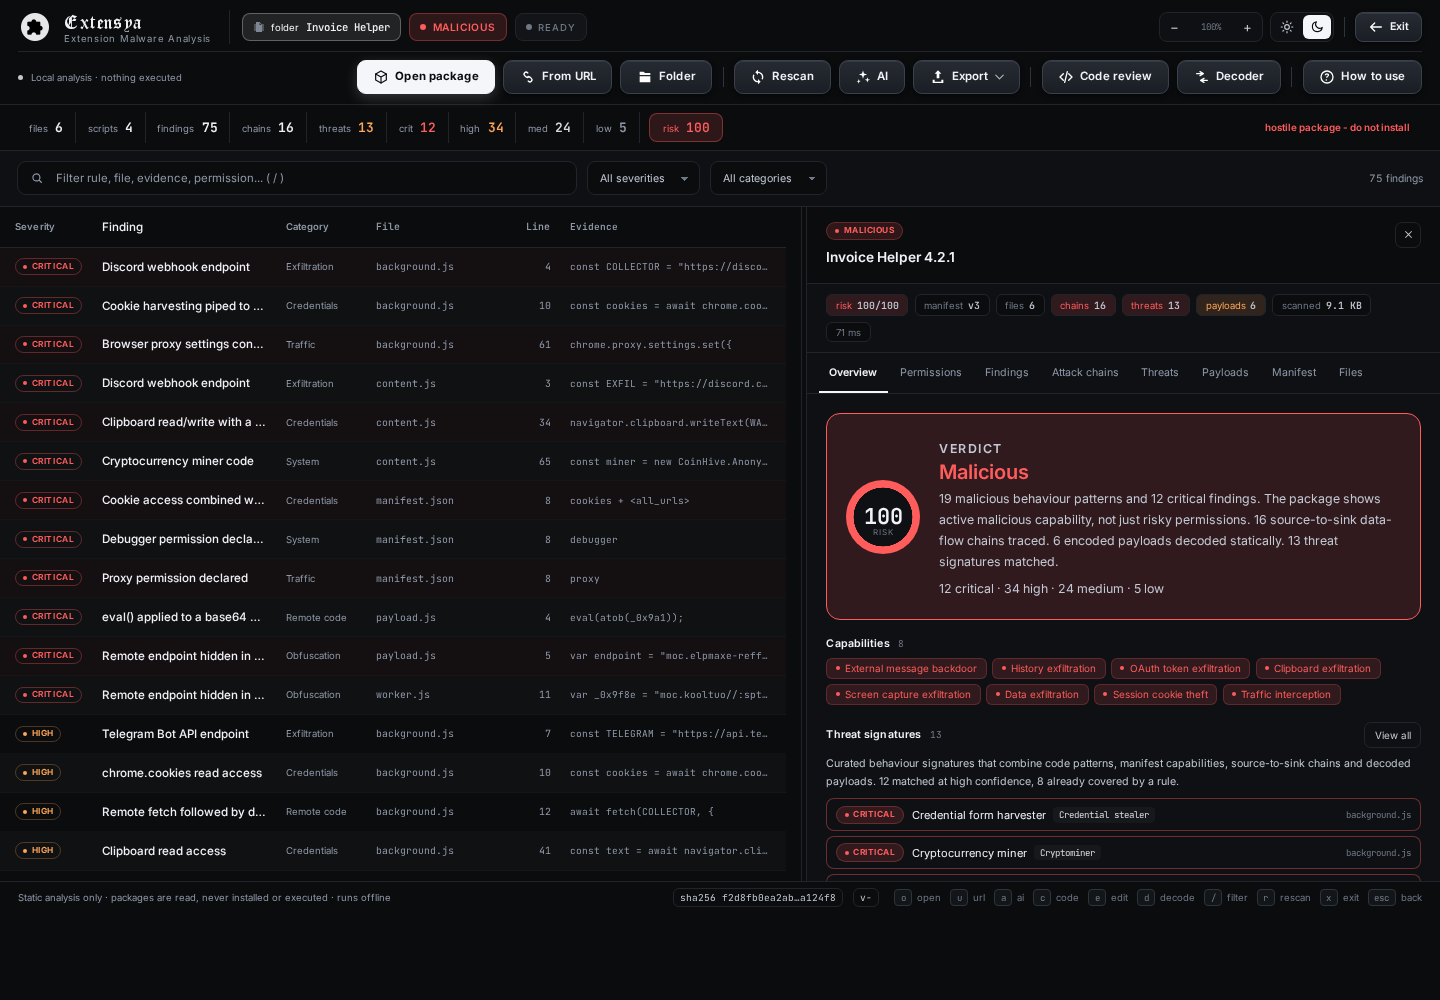 Extensya
Extension Malware Analysis
folder Invoice Helper
MALICIOUS
READY
− 100% +
Exit
Local analysis · nothing executed
Open package
From URL
Folder
Rescan
AI
Export
Code review
Decoder
How to use
files 6
scripts 4
findings 75
chains 16
threats 13
crit 12
high 34
med 24
low 5
risk 100
hostile package - do not install
Filter rule, file, evidence, permission... ( / )
All severities
All categories
75 findings
Severity Finding Category File Line Evidence
CRITICAL Discord webhook endpoint Exfiltration background.js 4 const COLLECTOR = "https://disco…
CRITICAL Cookie harvesting piped to … Credentials background.js 10 const cookies = await chrome.coo…
CRITICAL Browser proxy settings con… Traffic background.js 61 chrome.proxy.settings.set({
CRITICAL Discord webhook endpoint Exfiltration content.js 3 const EXFIL = "https://discord.c…
CRITICAL Clipboard read/write with a … Credentials content.js 34 navigator.clipboard.writeText(WA…
CRITICAL Cryptocurrency miner code System content.js 65 const miner = new CoinHive.Anony…
CRITICAL Cookie access combined w… Credentials manifest.json 8 cookies + <all_urls>
CRITICAL Debugger permission decla… System manifest.json 8 debugger
CRITICAL Proxy permission declared Traffic manifest.json 8 proxy
CRITICAL eval() applied to a base64 … Remote code payload.js 4 eval(atob(_0x9a1));
CRITICAL Remote endpoint hidden in … Obfuscation payload.js 5 var endpoint = "moc.elpmaxe-reff…
CRITICAL Remote endpoint hidden in … Obfuscation worker.js 11 var _0x9f8e = "moc.kooltuo//:spt…
HIGH Telegram Bot API endpoint Exfiltration background.js 7 const TELEGRAM = "https://api.te…
HIGH chrome.cookies read access Credentials background.js 10 const cookies = await chrome.coo…
HIGH Remote fetch followed by d… Remote code background.js 12 await fetch(COLLECTOR, {
HIGH Clipboard read access Credentials background.js 41 const text = await navigator.cli…
MALICIOUS
Invoice Helper 4.2.1
risk 100/100
manifest v3
files 6
chains 16
threats 13
payloads 6
scanned 9.1 KB
71 ms
Overview Permissions Findings Attack chains Threats Payloads Manifest Files
100
RISK
VERDICT
Malicious
19 malicious behaviour patterns and 12 critical findings. The package shows
active malicious capability, not just risky permissions. 16 source-to-sink data-
flow chains traced. 6 encoded payloads decoded statically. 13 threat
signatures matched.
12 critical · 34 high · 24 medium · 5 low
Capabilities 8
External message backdoor
History exfiltration
OAuth token exfiltration
Clipboard exfiltration
Screen capture exfiltration
Data exfiltration
Session cookie theft
Traffic interception
Threat signatures 13
View all
Curated behaviour signatures that combine code patterns, manifest capabilities, source-to-sink chains and decoded
payloads. 12 matched at high confidence, 8 already covered by a rule.
CRITICAL Credential form harvester Credential stealer background.js
CRITICAL Cryptocurrency miner Cryptominer background.js
Static analysis only · packages are read, never installed or executed · runs offline
sha256 f2d8fb0ea2ab…a124f8
v-
o open u url a ai c code e edit d decode / filter r rescan x exit esc back